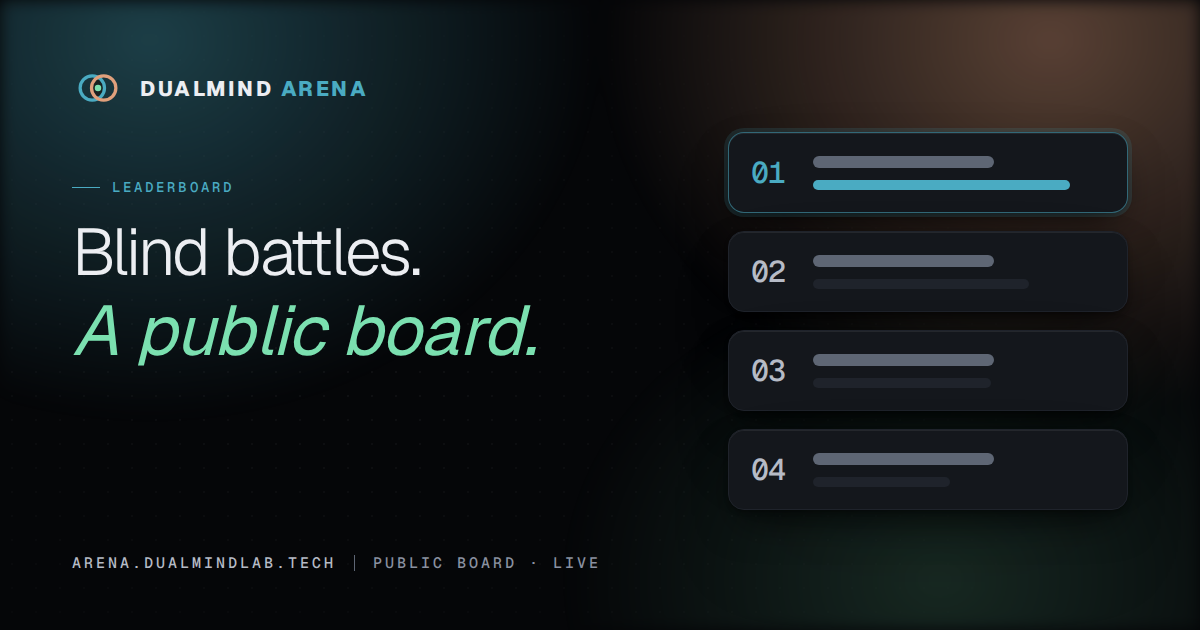 DUALMIND ARENA
LEADERBOARD
Blind battles.
A public board.
01
02
03
04
ARENA.DUALMINDLAB.TECH | PUBLIC BOARD · LIVE